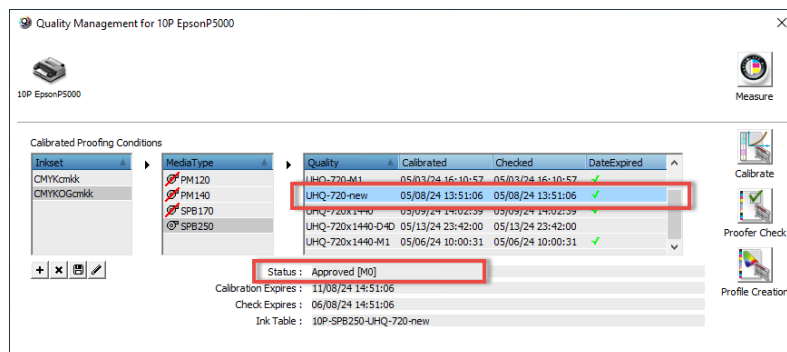 Quality Management for 10P EpsonP5000
10P EpsonP5000
Measure
Calibrated Proofing Conditions
Inkset MediaType Quality Calibrated Checked DateExpired
CMYKcmkk PM120 UHQ-720-M1 05/03/24 16:10:57 05/03/24 16:10:57
CMYKOGcmkk PM140 UHQ-720-new 05/08/24 13:51:06 05/08/24 13:51:06
SPB170 UHQ-720x1440 05/09/24 14:02:39 05/09/24 14:02:39
SPB250 UHQ-720x1440-D4D 05/13/24 23:42:00 05/13/24 23:42:00
UHQ-720x1440-M1 05/06/24 10:00:31 05/06/24 10:00:31
Calibrate
Proofer Check
Profile Creation
Status : Approved [M0]
Calibration Expires : 11/08/24 14:51:06
Check Expires : 06/08/24 14:51:06
Ink Table : 10P-SPB250-UHQ-720-new